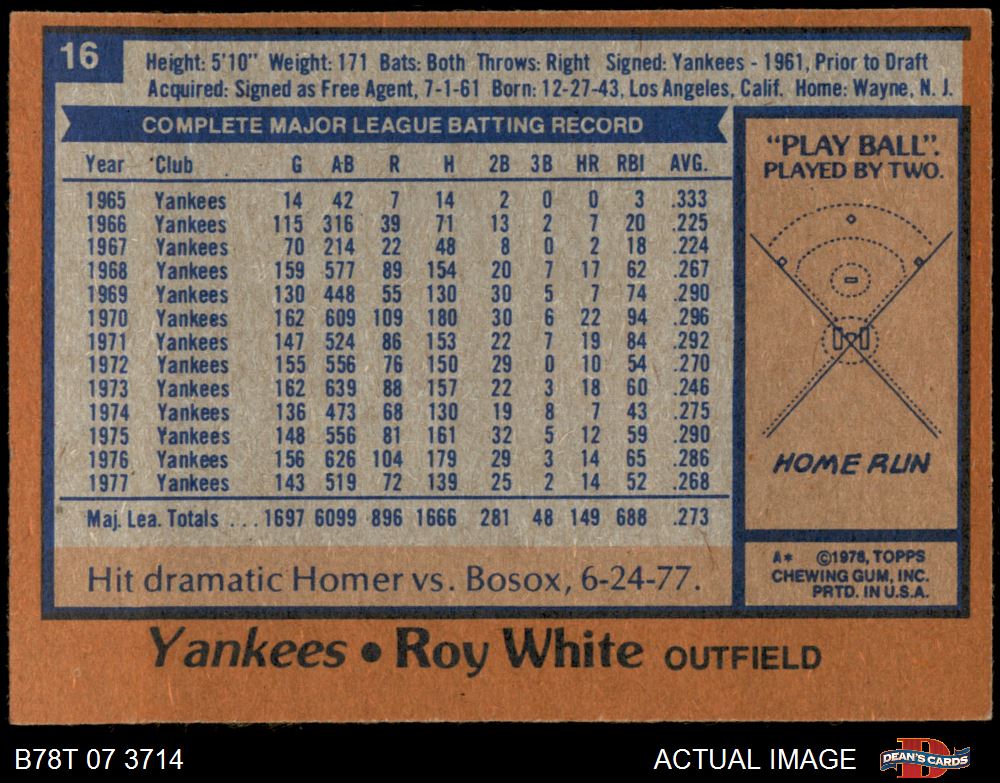 16
Height: 5'10" Weight: 171 Bats: Both Throws: Right Signed: Yankees - 1961, Prior to Draft
Acquired: Signed as Free Agent, 7-1-61 Born: 12-27-43, Los Angeles, Calif. Home: Wayne, N. J.
COMPLETE MAJOR LEAGUE BATTING RECORD
Year Club G AB R H 2B 3B HR RBI AVG.
1965 Yankees 14 42 7 14 2 0 0 3 .333
1966 Yankees 115 316 39 71 13 2 7 20 .225
1967 Yankees 70 214 22 48 8 0 2 18 .224
1968 Yankees 159 577 89 154 20 7 17 62 .267
1969 Yankees 130 448 55 130 30 5 7 74 .290
1970 Yankees 162 609 109 180 30 6 22 94 .296
1971 Yankees 147 524 86 153 22 7 19 84 .292
1972 Yankees 155 556 76 150 29 0 10 54 .270
1973 Yankees 162 639 88 157 22 3 18 60 .246
1974 Yankees 136 473 68 130 19 8 7 43 .275
1975 Yankees 148 556 81 161 32 5 12 59 .290
1976 Yankees 156 626 104 179 29 3 14 65 .286
1977 Yankees 143 519 72 139 25 2 14 52 .268
Maj. Lea. Totals ... 1697 6099 896 1666 281 48 149 688 .273
Hit dramatic Homer vs. Bosox, 6-24-77.
"PLAY BALL".
PLAYED BY TWO.
HOME RUN
A* ©1978, TOPPS
CHEWING GUM, INC.
PRTD. IN U.S.A.
Yankees • Roy White OUTFIELD
B78T 07 3714
ACTUAL IMAGE
DEAN'S CARDS